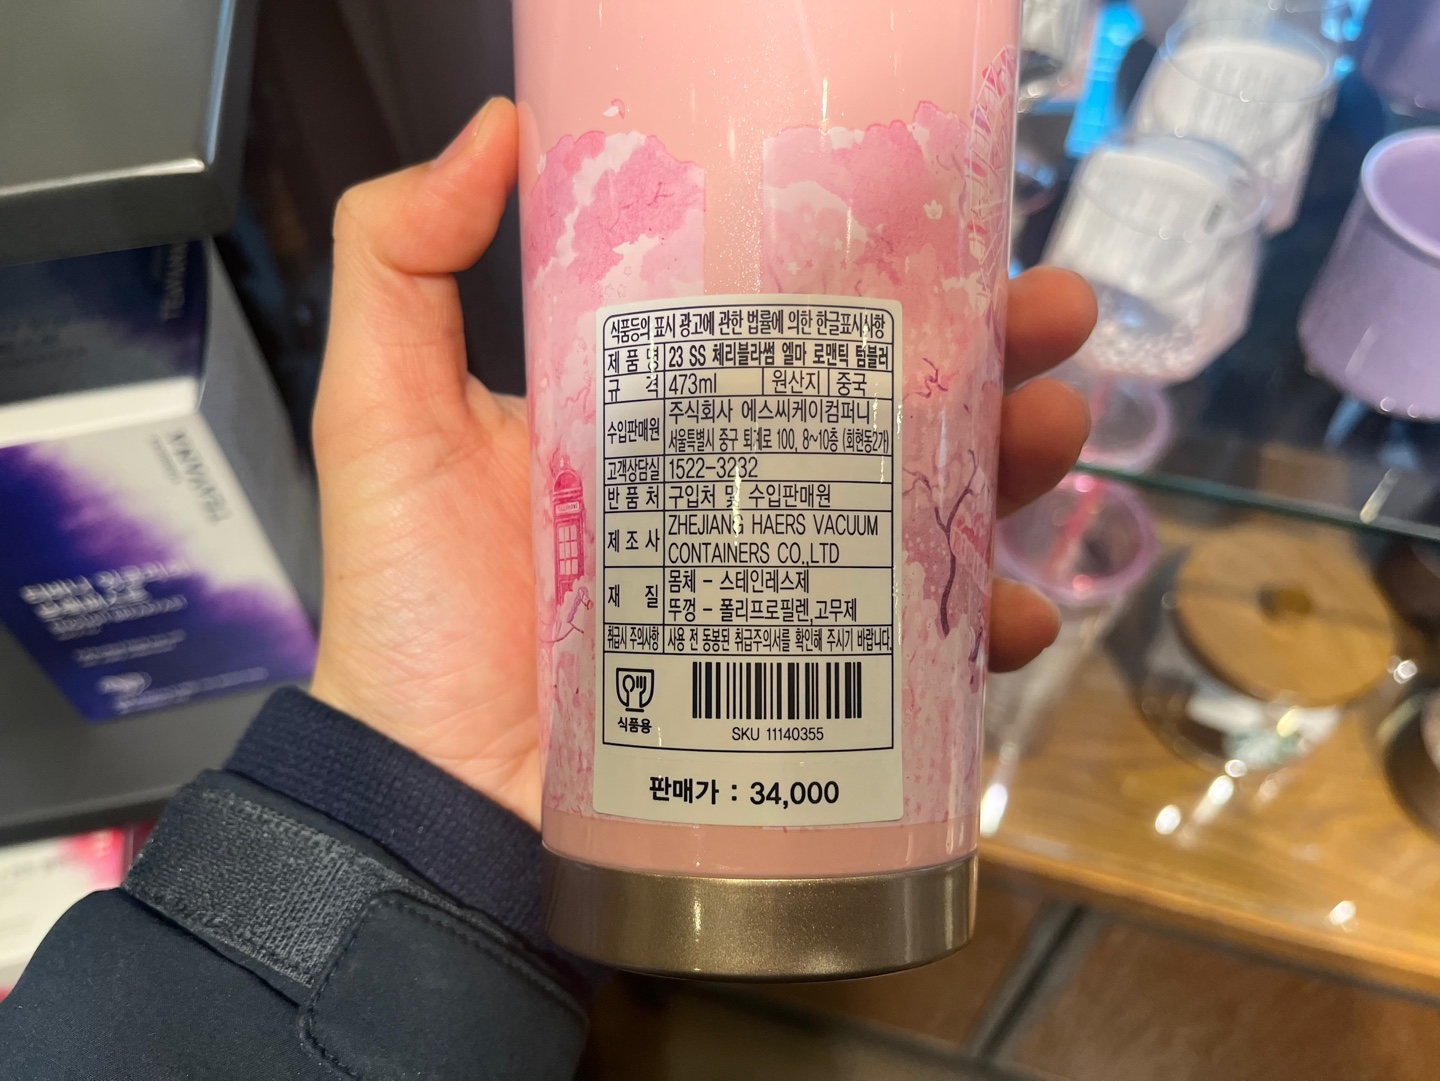 식품등의 표시 광고에 관한 법률에 의한 한글표시사항
제 품 명 23 SS 체리블라썸 엘마 로맨틱 텀블러
규 격 473ml 원산지 중국
수입판매원 주식회사 에스씨케이컴퍼니
서울특별시 중구 퇴계로 100, 8~10층 (회현동2가)
고객상담실 1522-3232
반 품 처 구입처 및 수입판매원
제 조 사 ZHEJIANG HAERS VACUUM
CONTAINERS CO.,LTD
재 질 몸체 - 스테인레스제
뚜껑 - 폴리프로필렌,고무제
취급시 주의사항 사용 전 동봉된 취급주의서를 확인해 주시기 바랍니다.
식품용
SKU 11140355
판매가 : 34,000
TEAVANA